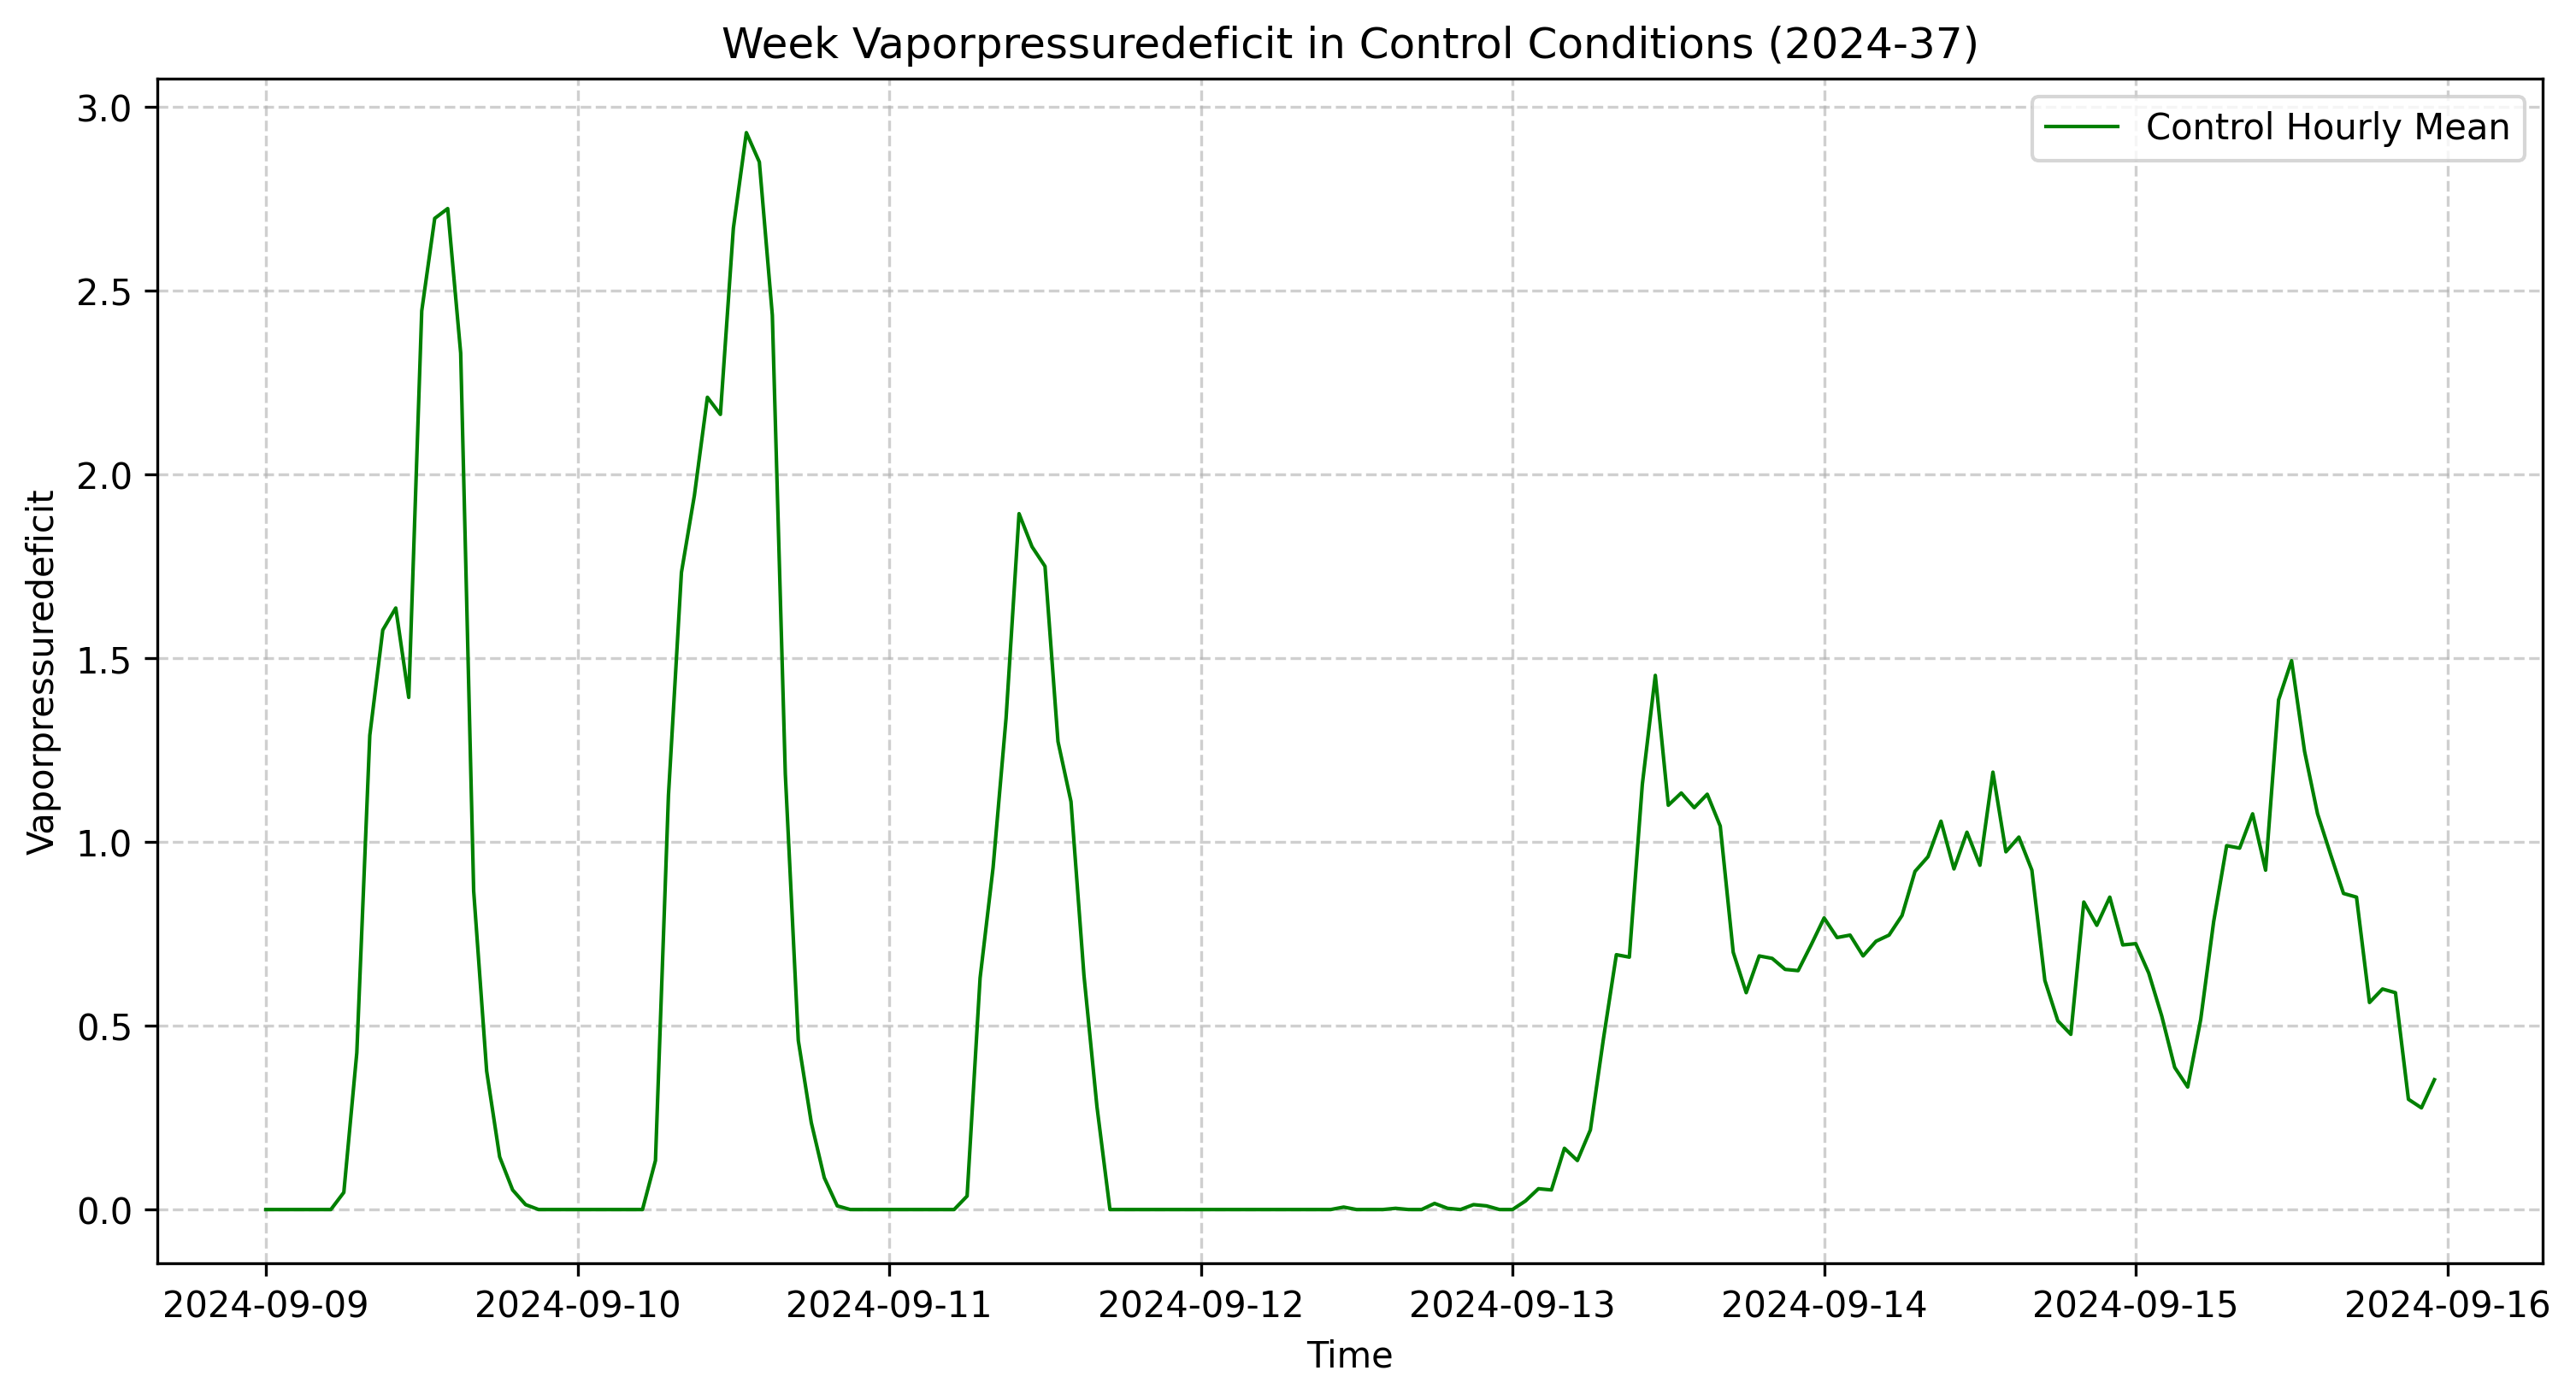 Week Vaporpressuredeficit in Control Conditions (2024-37)
Control Hourly Mean
3.0
2.5
2.0
1.5
1.0
0.5
0.0
Vaporpressuredeficit
2024-09-09 2024-09-10 2024-09-11 2024-09-12 2024-09-13 2024-09-14 2024-09-15 2024-09-16
Time